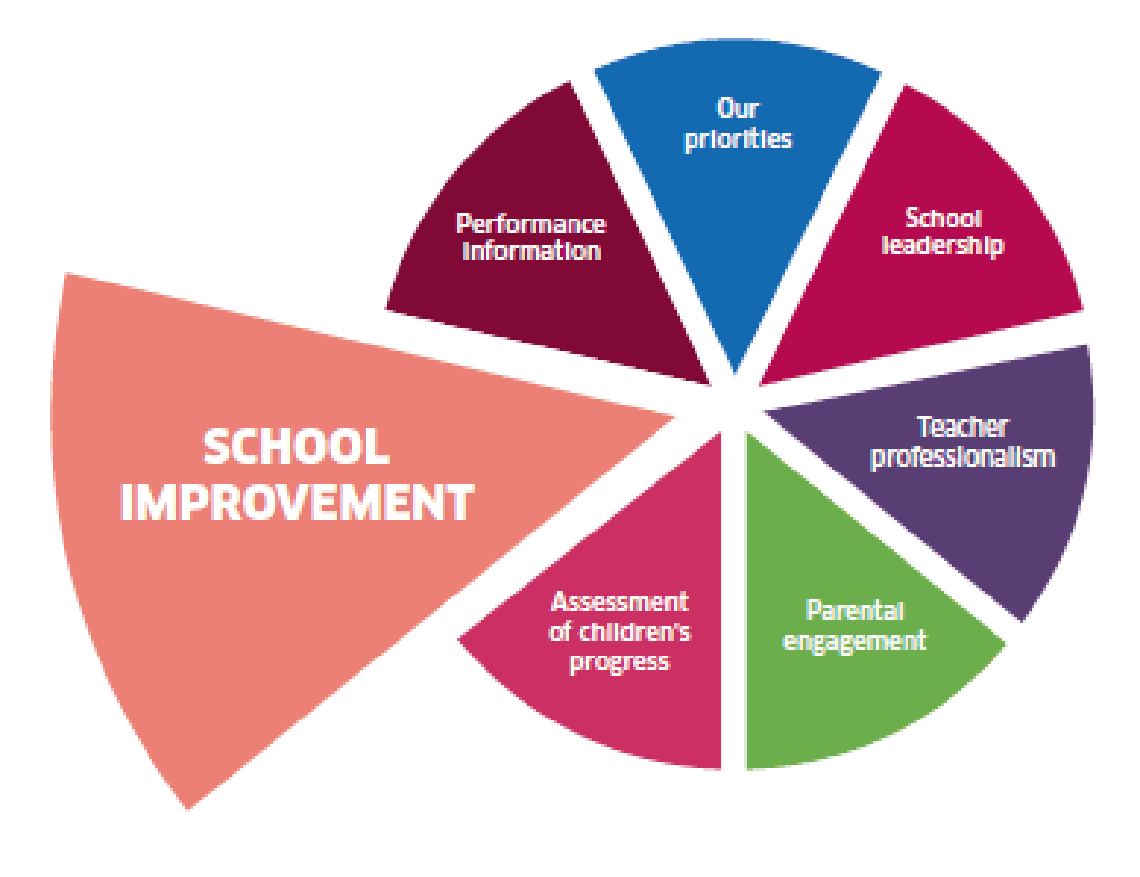 Our
priorities
School
leadership
Performance
information
Teacher
professionalism
SCHOOL
IMPROVEMENT
Assessment
of children's
progress
Parental
engagement